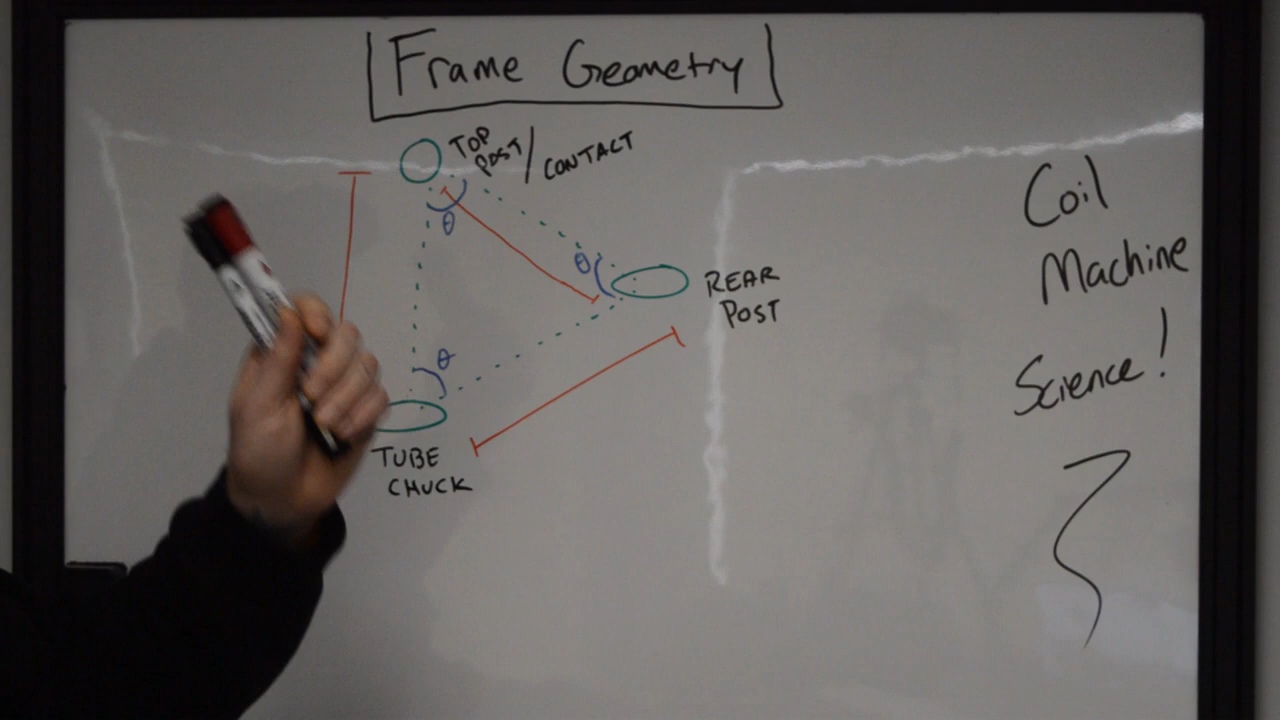 Frame Geometry
TOP
POST / CONTACT
θ
θ
REAR
POST
θ
TUBE
CHUCK
Coil
Machine
Science!